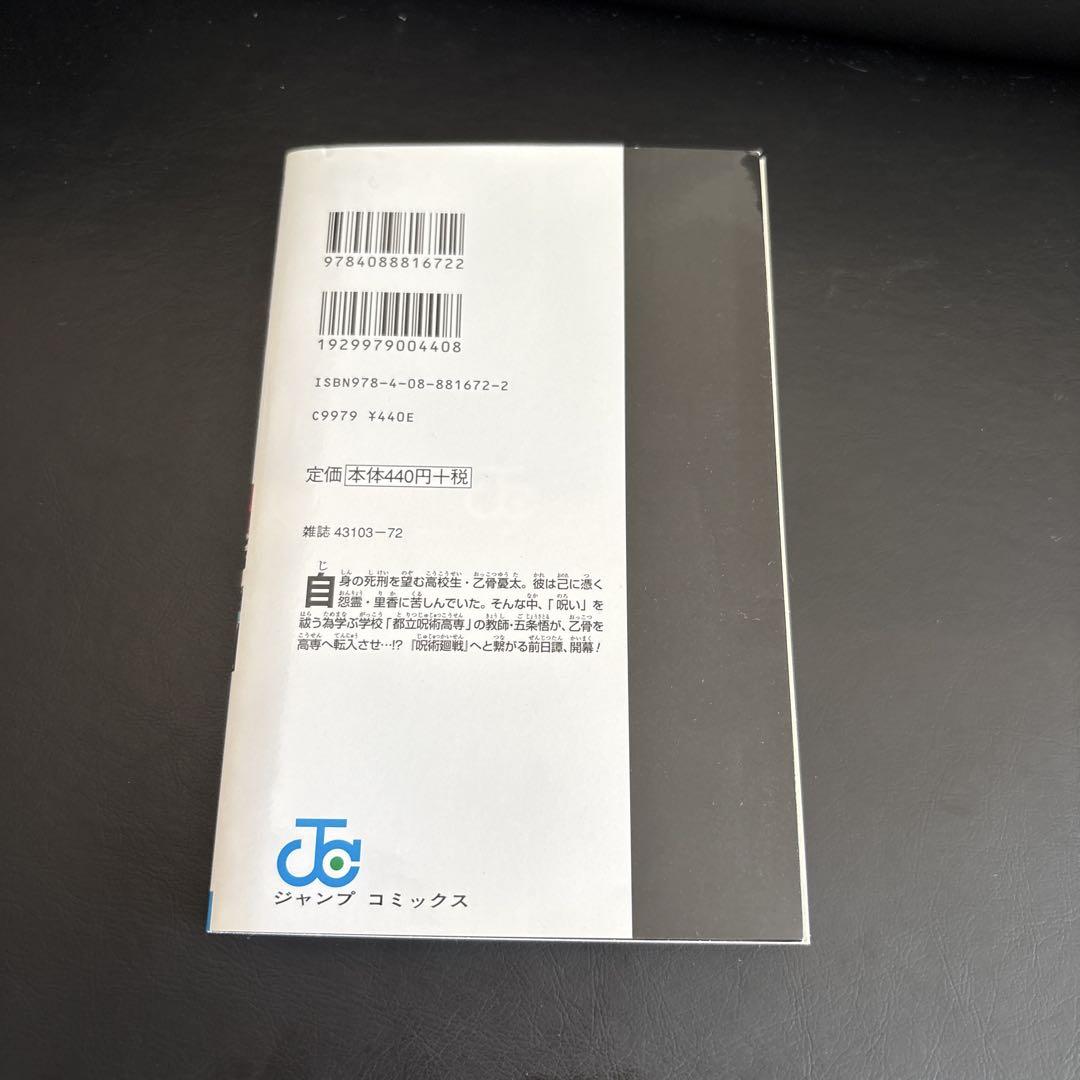 9784088816722
1929979004408
ISBN978-4-08-881672-2
C9979 ¥440E
定価 本体440円+税
雑誌 43103-72
自身の死刑を望む高校生・乙骨憂太。彼は己に憑く
怨霊・里香に苦しんでいた。そんな中、「呪い」を
祓う為学ぶ学校「都立呪術高専」の教師・五条悟が、乙骨を
高専へ転入させ…!?『呪術廻戦』へと繋がる前日譚、開幕!
JC
ジャンプ コミックス